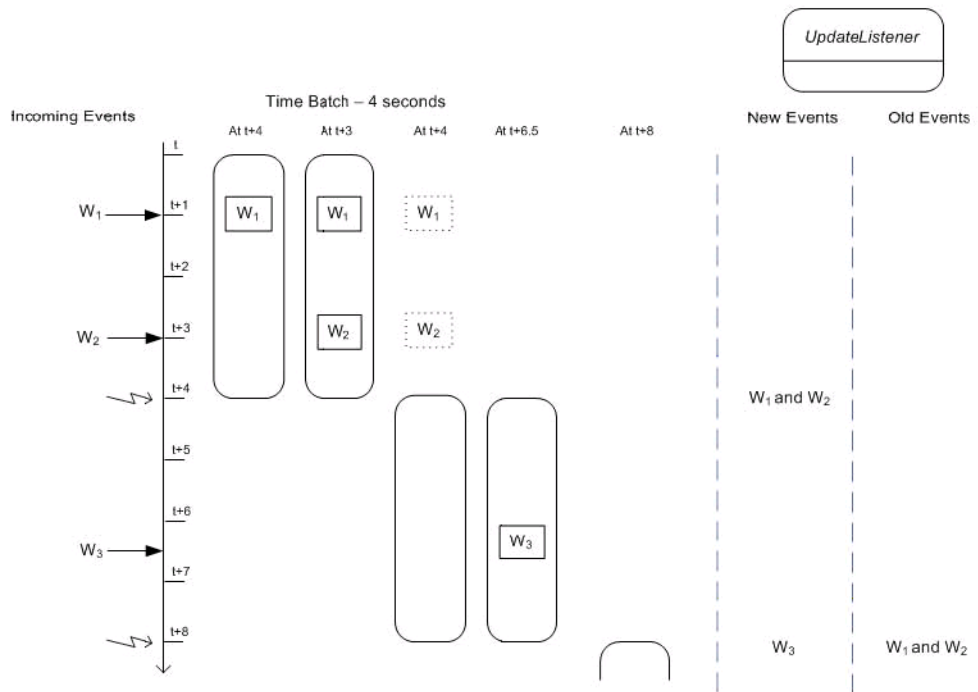 UpdateListener
Time Batch – 4 seconds
Incoming Events
New Events
Old Events
At t+4
At t+3
At t+4
At t+6.5
At t+8
t
W1
t+1
W1
W1
W1
t+2
W2
t+3
W2
W2
t+4
W1 and W2
t+5
t+6
W3
W3
t+7
t+8
W3
W1 and W2